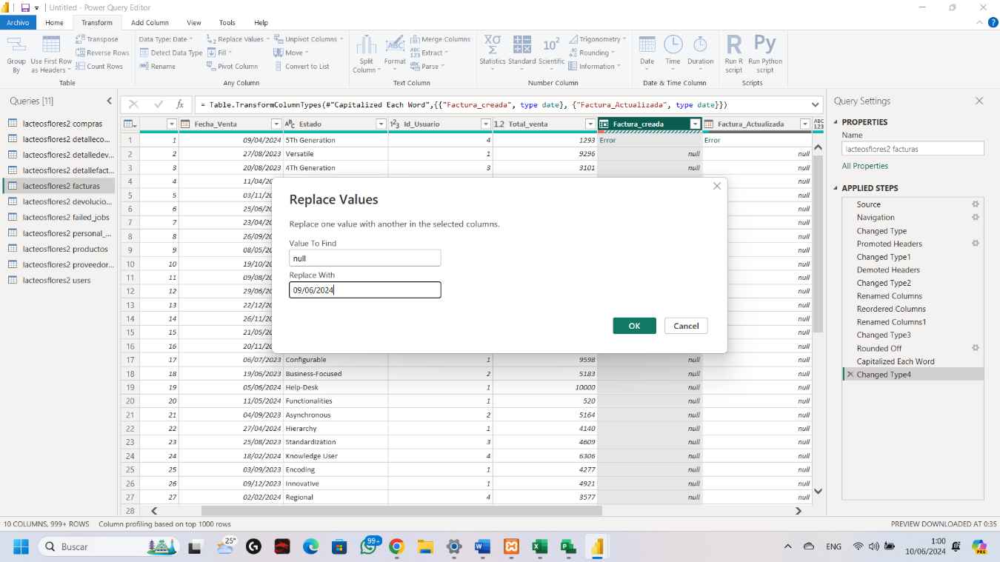 Untitled - Power Query Editor
Archivo Home Transform Add Column View Tools Help
Group By
Use First Row as Headers
Transpose
Reverse Rows
Count Rows
Table
Data Type: Date
Detect Data Type
Rename
Replace Values
Fill
Pivot Column
Unpivot Columns
Move
Convert to List
Any Column
Split Column
Format
Merge Columns
Extract
Parse
Text Column
Statistics
Standard
Scientific
Trigonometry
Rounding
Information
Number Column
Date
Time
Duration
Date & Time Column
Run R script
Run Python script
Scripts
Queries [11]
lacteosflores2 compras
lacteosflores2 detalleco...
lacteosflores2 detalledev...
lacteosflores2 detallefact...
lacteosflores2 facturas
lacteosflores2 devolucio...
lacteosflores2 failed_jobs
lacteosflores2 personal_...
lacteosflores2 productos
lacteosflores2 proveedor...
lacteosflores2 users
fx = Table.TransformColumnTypes(#"Capitalized Each Word",{{"Factura_creada", type date}, {"Factura_Actualizada", type date}})
Fecha_Venta ABC Estado 123 Id_Usuario 1.2 Total_venta Factura_creada Factura_Actualizada ABC 123
1 1 09/04/2024 5Th Generation 4 1293 Error Error
2 2 27/08/2023 Versatile 1 9296 null null
3 3 20/08/2023 4Th Generation 3 3101 null null
4 4 11/04/20 null
5 5 03/11/20 null
6 6 25/06/20 null
7 7 23/04/20 null
8 8 26/09/20 null
9 9 08/05/20 null
10 10 19/10/20 null
11 11 09/08/20 null
12 12 29/06/20 null
13 13 22/12/20 null
14 14 26/11/20 null
15 15 21/05/20 null
16 16 20/11/20 null
17 17 06/07/2023 Configurable 1 9598 null null
18 18 19/06/2023 Business-Focused 2 5183 null null
19 19 05/06/2024 Help-Desk 1 10000 null null
20 20 11/05/2024 Functionalities 1 520 null null
21 21 04/09/2023 Asynchronous 2 5164 null null
22 22 27/04/2024 Hierarchy 1 4140 null null
23 23 25/08/2023 Standardization 3 4609 null null
24 24 18/02/2024 Knowledge User 4 6306 null null
25 25 03/09/2023 Encoding 1 4277 null null
26 26 09/12/2023 Innovative 1 4921 null null
27 27 02/02/2024 Regional 4 3577 null null
28
Replace Values
Replace one value with another in the selected columns.
Value To Find
null
Replace With
09/06/2024
OK Cancel
Query Settings
PROPERTIES
Name
lacteosflores2 facturas
All Properties
APPLIED STEPS
Source
Navigation
Changed Type
Promoted Headers
Changed Type1
Demoted Headers
Changed Type2
Renamed Columns
Reordered Columns
Renamed Columns1
Changed Type3
Rounded Off
Capitalized Each Word
Changed Type4
10 COLUMNS, 999+ ROWS Column profiling based on top 1000 rows PREVIEW DOWNLOADED AT 0:35
Buscar 25° 99+ ENG 1:00
10/06/2024 PRE